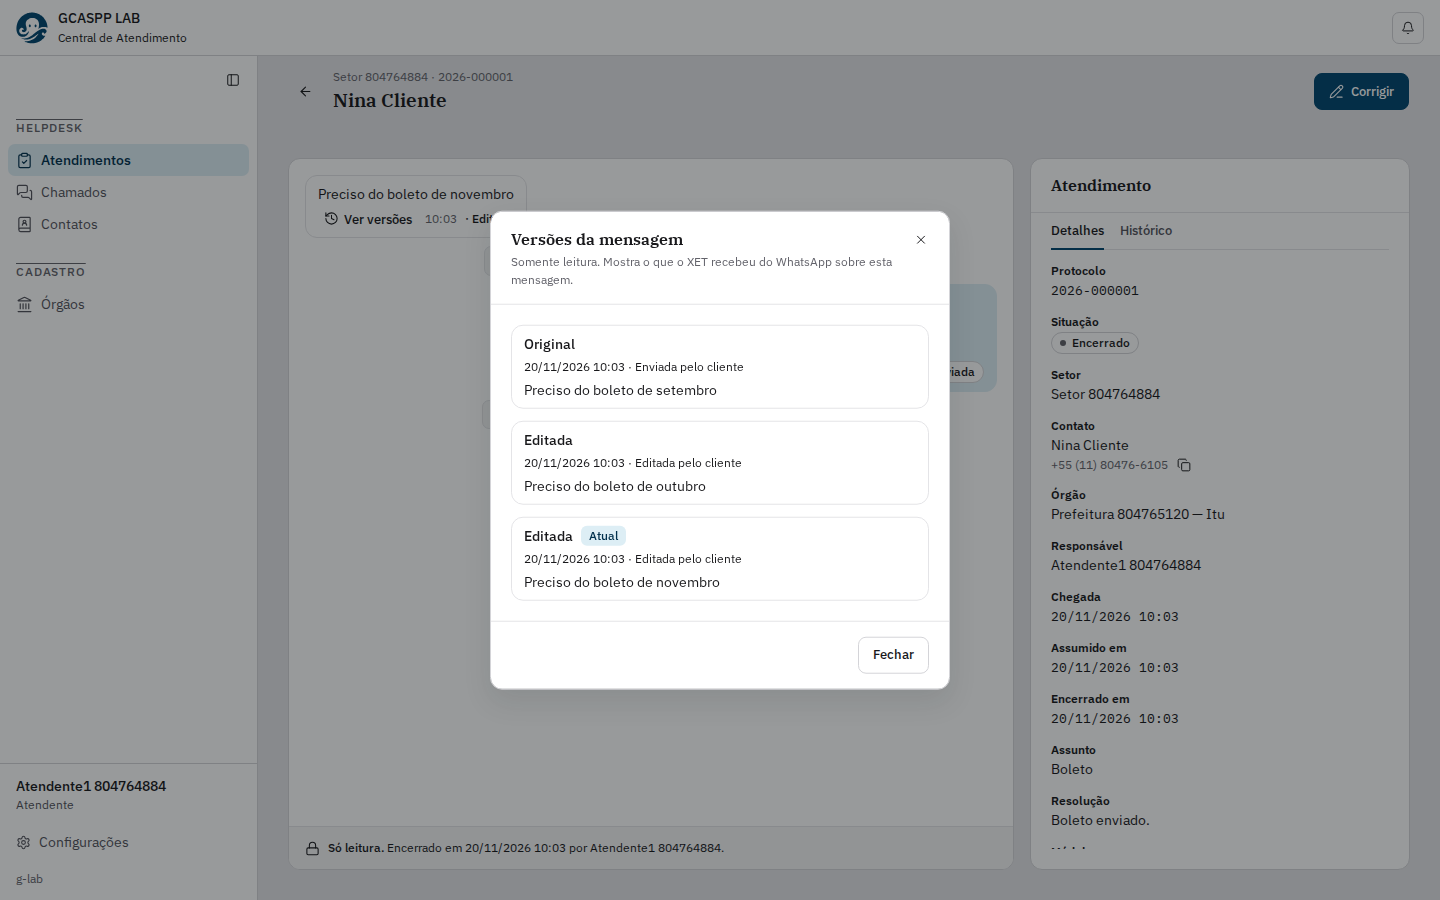 GCASPP LAB
Central de Atendimento
HELPDESK
Atendimentos
Chamados
Contatos
CADASTRO
Órgãos
Atendente1 804764884
Atendente
Configurações
g-lab
Setor 804764884 · 2026-000001
Nina Cliente
Corrigir
Preciso do boleto de novembro
Ver versões 10:03 ·
Versões da mensagem
Somente leitura. Mostra o que o XET recebeu do WhatsApp sobre esta
mensagem.
Original
20/11/2026 10:03 · Enviada pelo cliente
Preciso do boleto de setembro
Editada
20/11/2026 10:03 · Editada pelo cliente
Preciso do boleto de outubro
Editada Atual
20/11/2026 10:03 · Editada pelo cliente
Preciso do boleto de novembro
Fechar
Só leitura. Encerrado em 20/11/2026 10:03 por Atendente1 804764884.
Atendimento
Detalhes Histórico
Protocolo
2026-000001
Situação
Encerrado
Setor
Setor 804764884
Contato
Nina Cliente
+55 (11) 80476-6105
Órgão
Prefeitura 804765120 — Itu
Responsável
Atendente1 804764884
Chegada
20/11/2026 10:03
Assumido em
20/11/2026 10:03
Encerrado em
20/11/2026 10:03
Assunto
Boleto
Resolução
Boleto enviado.